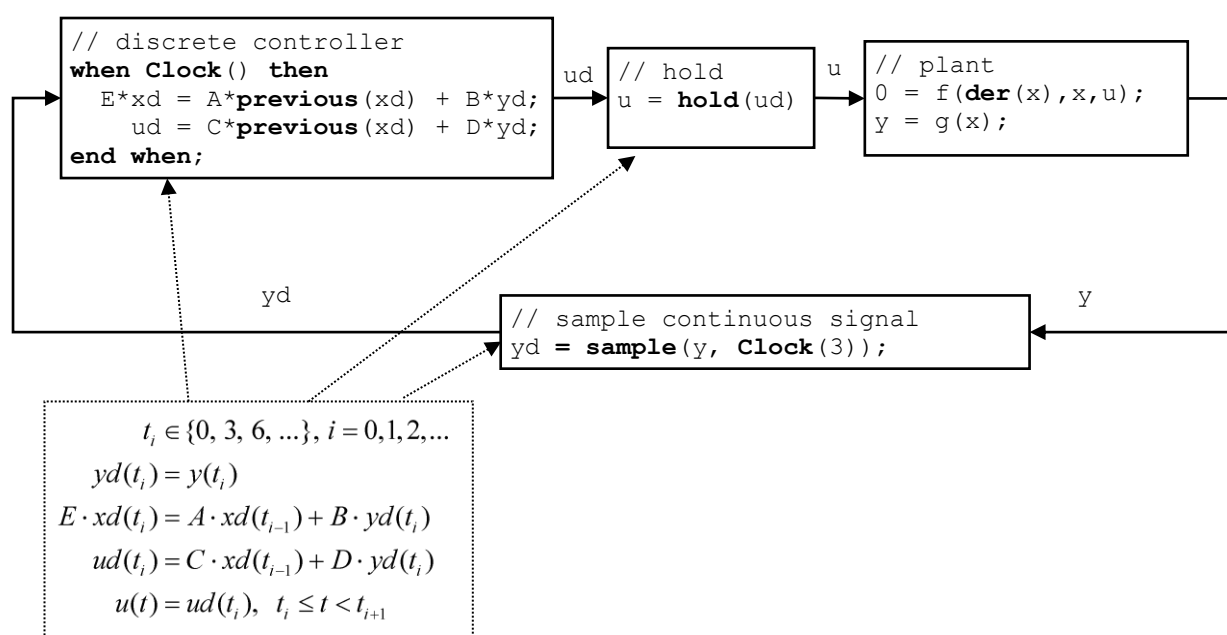 // discrete controller
when Clock() then
E*xd = A*previous(xd) + B*yd;
ud = C*previous(xd) + D*yd;
end when;
ud
// hold
u = hold(ud)
u
// plant
0 = f(der(x),x,u);
y = g(x);
yd
// sample continuous signal
yd = sample(y, Clock(3));
y
t_i ∈ {0, 3, 6, ...}, i = 0,1,2,...
yd(t_i) = y(t_i)
E · xd(t_i) = A · xd(t_{i−1}) + B · yd(t_i)
ud(t_i) = C · xd(t_{i−1}) + D · yd(t_i)
u(t) = ud(t_i), t_i ≤ t < t_{i+1}